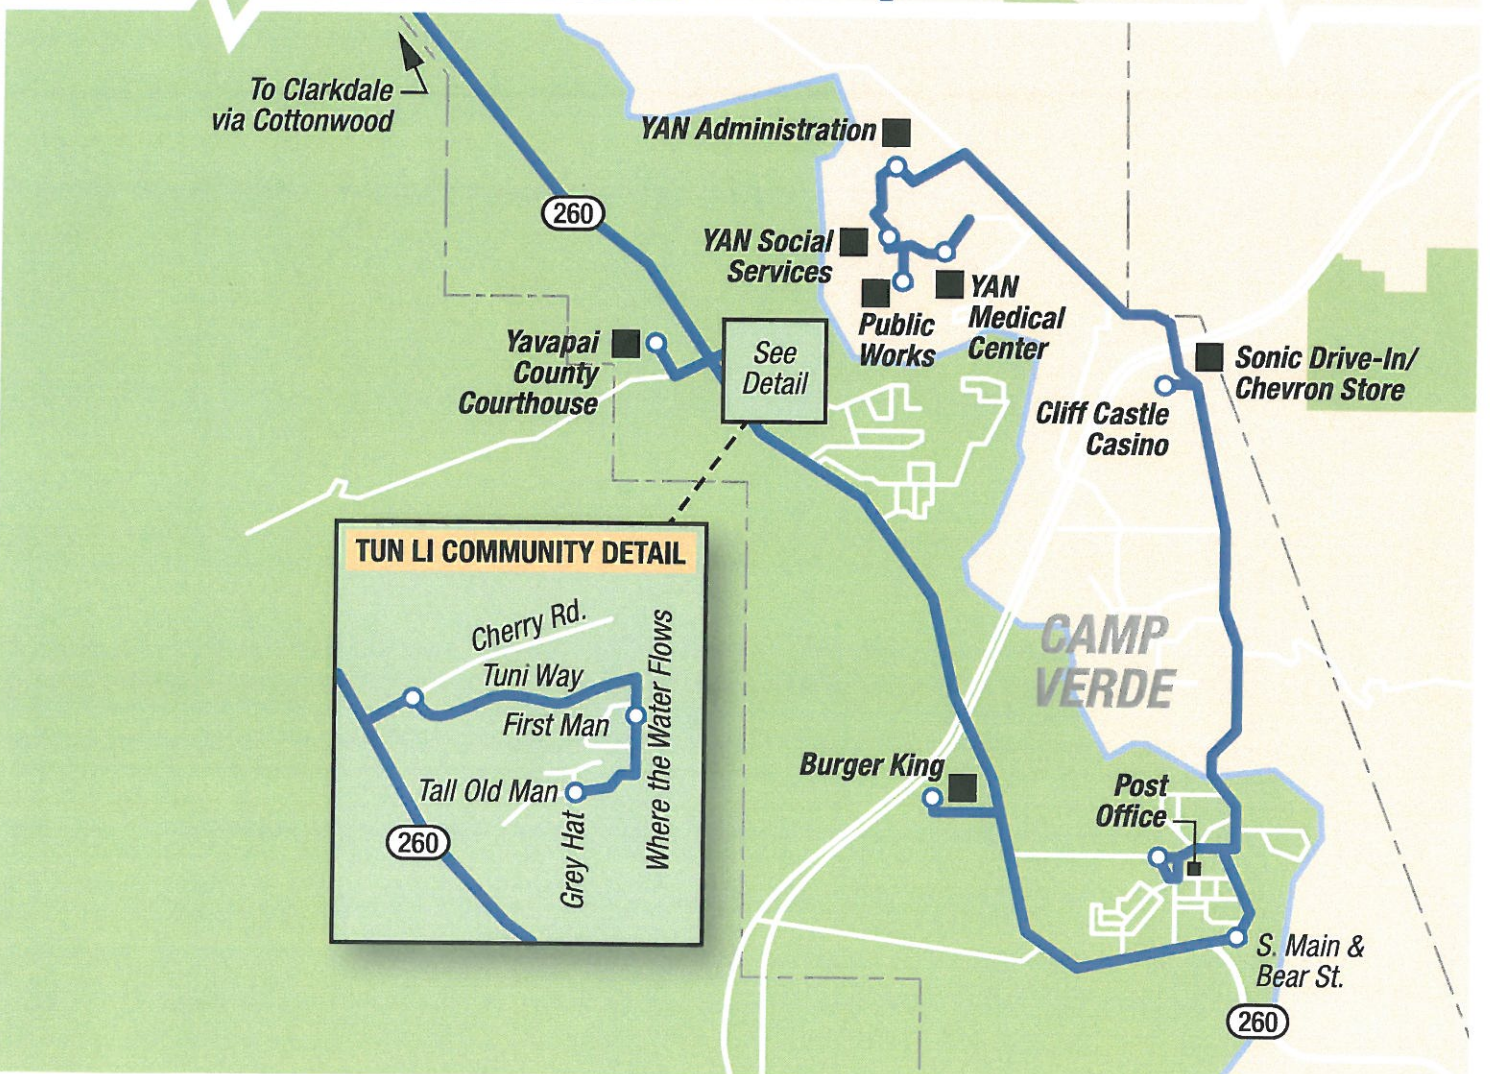 To Clarkdale
via Cottonwood
YAN Administration
260
YAN Social
Services
YAN
Medical
Center
Public
Works
Yavapai
County
Courthouse
See
Detail
Sonic Drive-In/
Chevron Store
Cliff Castle
Casino
TUN LI COMMUNITY DETAIL
Cherry Rd.
Tuni Way
First Man
Where the Water Flows
Tall Old Man
Grey Hat
260
CAMP
VERDE
Burger King
Post
Office
S. Main &
Bear St.
260